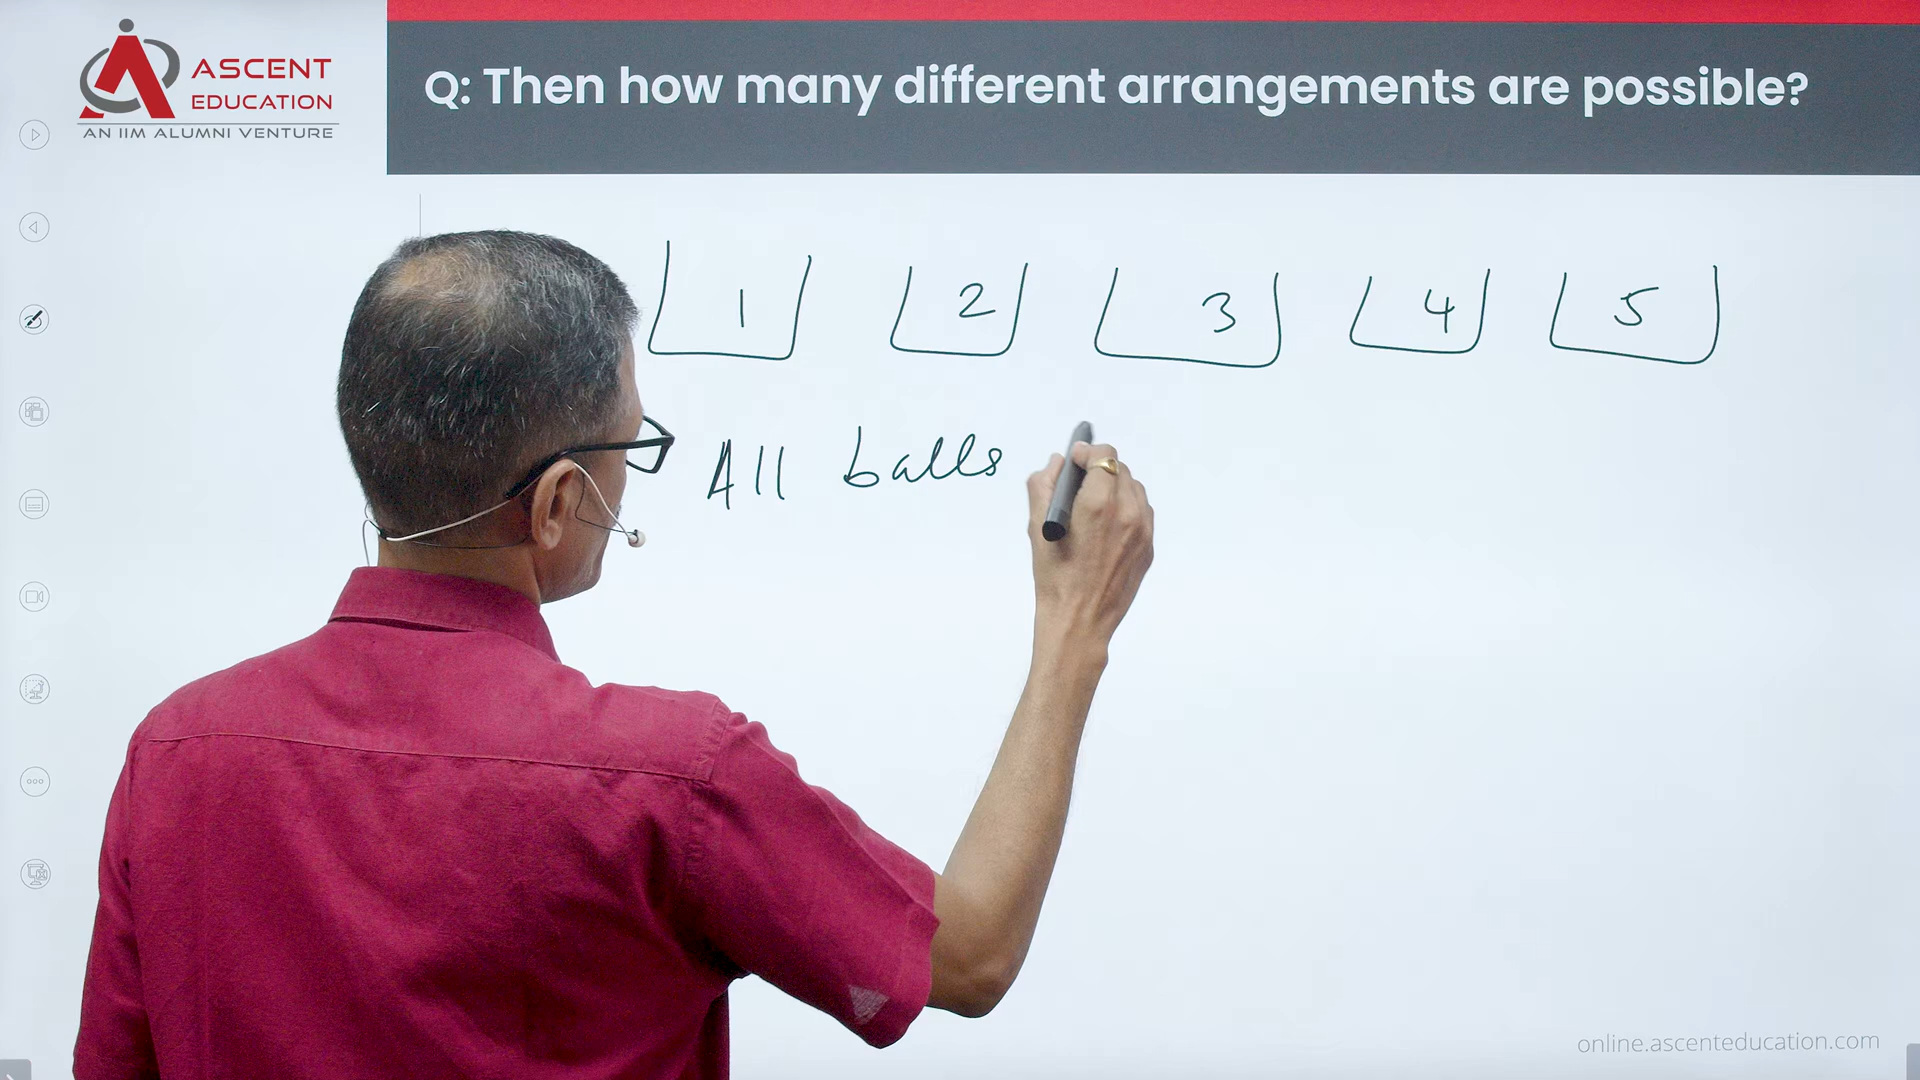 ASCENT
EDUCATION
AN IIM ALUMNI VENTURE
Q: Then how many different arrangements are possible?
1 2 3 4 5
All balls
online.ascenteducation.com